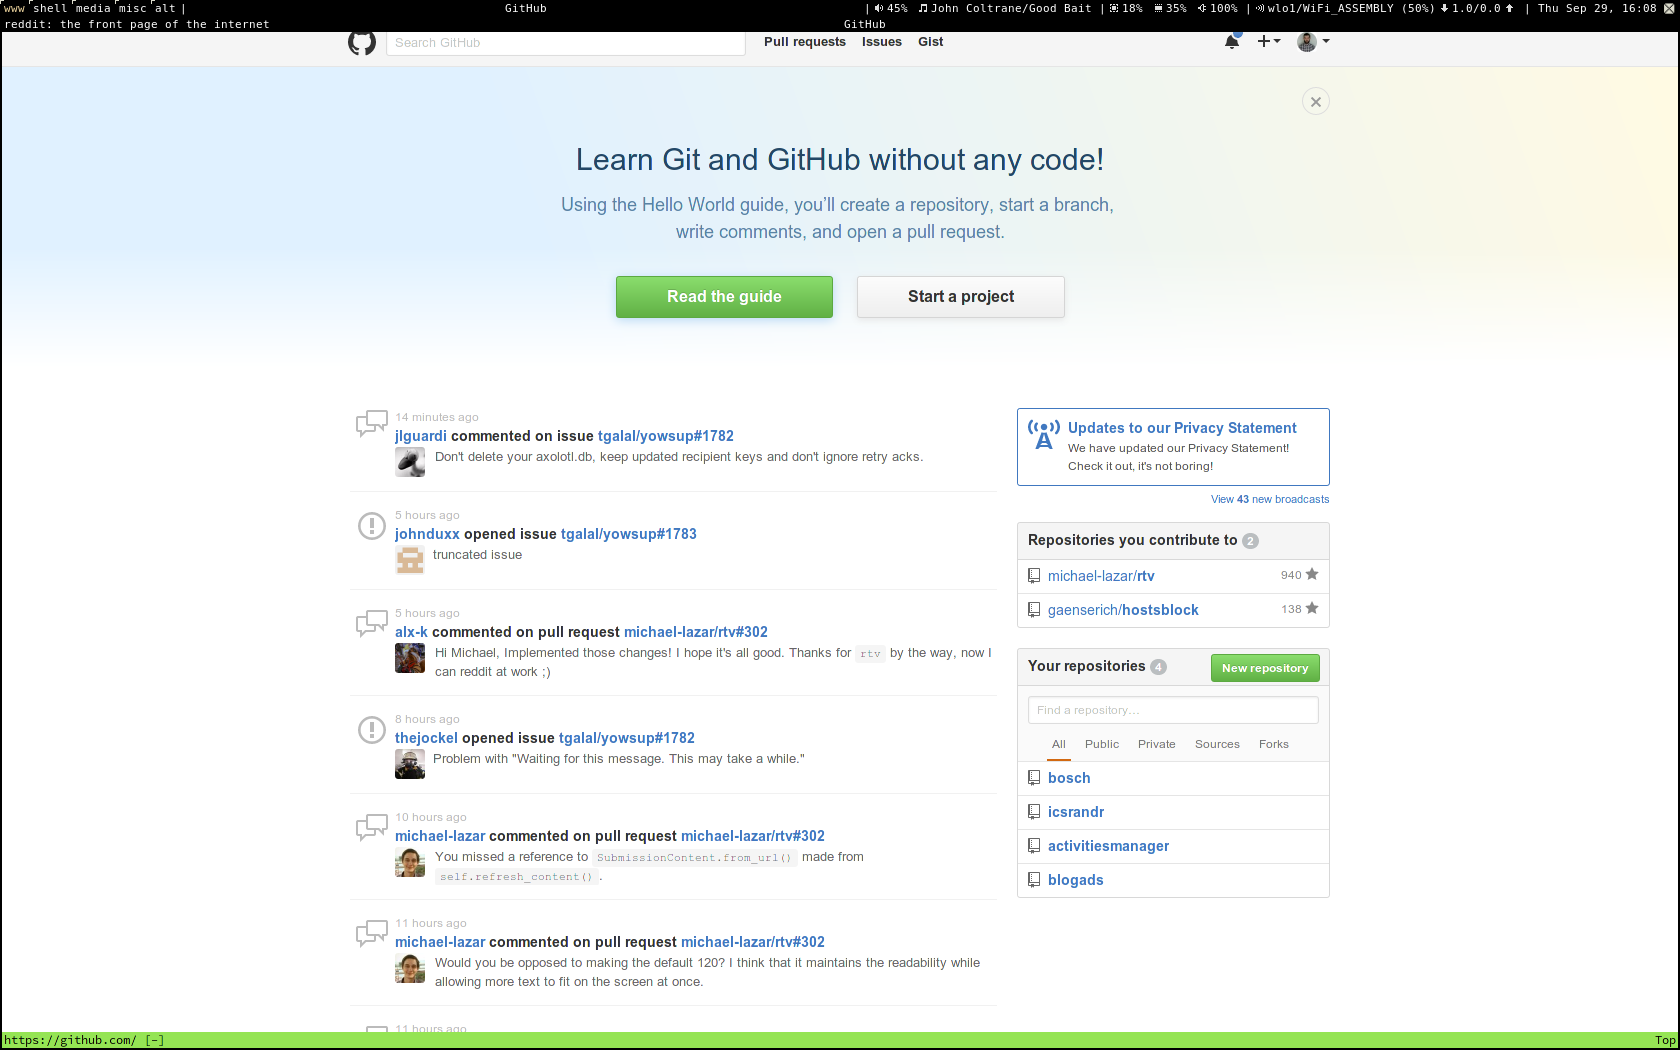 www shell media misc alt |
GitHub
| 45% John Coltrane/Good Bait | 18% 35% 100% | wlo1/WiFi_ASSEMBLY (50%) 1.0/0.0 | Thu Sep 29, 16:08
reddit: the front page of the internet
GitHub
Search GitHub
Pull requests Issues Gist
Learn Git and GitHub without any code!
Using the Hello World guide, you’ll create a repository, start a branch,
write comments, and open a pull request.
Read the guide
Start a project
14 minutes ago
jlguardi commented on issue tgalal/yowsup#1782
Don't delete your axolotl.db, keep updated recipient keys and don't ignore retry acks.
5 hours ago
johnduxx opened issue tgalal/yowsup#1783
truncated issue
5 hours ago
alx-k commented on pull request michael-lazar/rtv#302
Hi Michael, Implemented those changes! I hope it's all good. Thanks for rtv by the way, now I
can reddit at work ;)
8 hours ago
thejockel opened issue tgalal/yowsup#1782
Problem with "Waiting for this message. This may take a while."
10 hours ago
michael-lazar commented on pull request michael-lazar/rtv#302
You missed a reference to SubmissionContent.from_url() made from
self.refresh_content().
11 hours ago
michael-lazar commented on pull request michael-lazar/rtv#302
Would you be opposed to making the default 120? I think that it maintains the readability while
allowing more text to fit on the screen at once.
11 hours ago
Updates to our Privacy Statement
We have updated our Privacy Statement!
Check it out, it's not boring!
View 43 new broadcasts
Repositories you contribute to 2
michael-lazar/rtv 940
gaenserich/hostsblock 138
Your repositories 4
New repository
Find a repository…
All Public Private Sources Forks
bosch
icsrandr
activitiesmanager
blogads
https://github.com/ [-]
Top